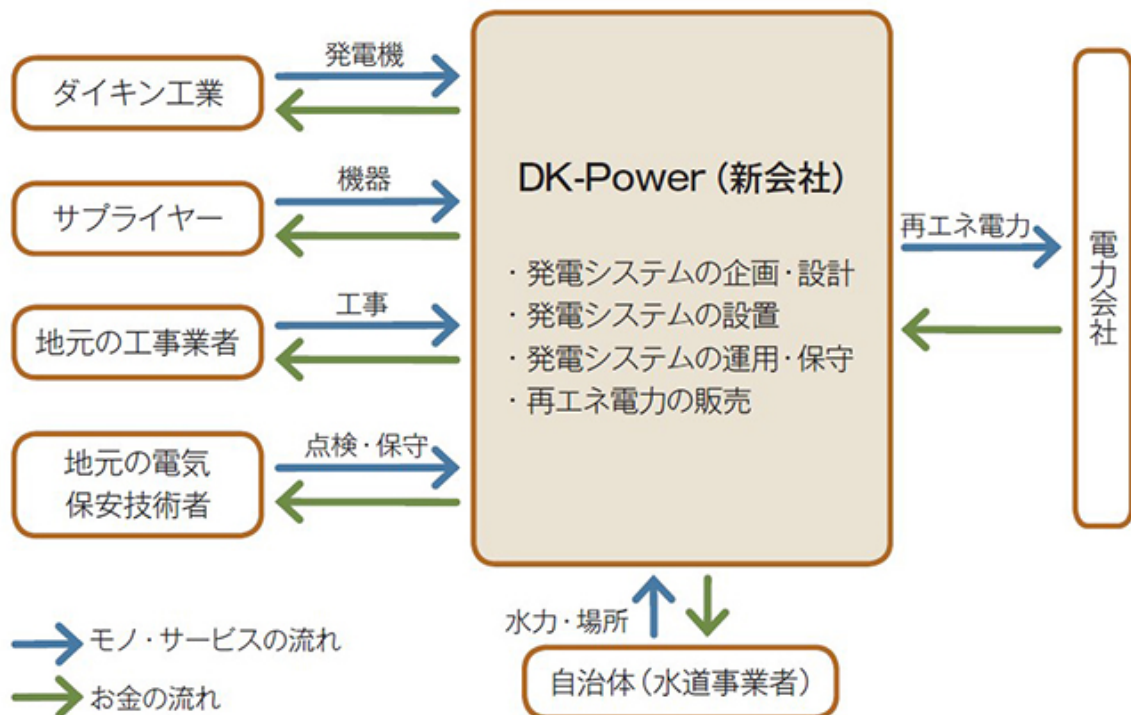 ダイキン工業
発電機
サプライヤー
機器
地元の工事業者
工事
地元の電気
保安技術者
点検・保守
DK-Power（新会社）
・発電システムの企画・設計
・発電システムの設置
・発電システムの運用・保守
・再エネ電力の販売
再エネ電力
電力会社
水力・場所
自治体（水道事業者）
モノ・サービスの流れ
お金の流れ